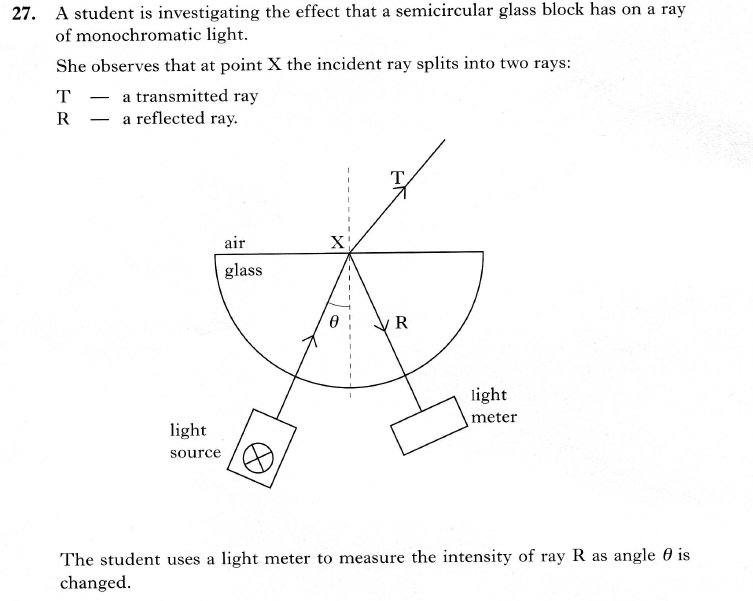 27. A student is investigating the effect that a semicircular glass block has on a ray
of monochromatic light.
She observes that at point X the incident ray splits into two rays:
T — a transmitted ray
R — a reflected ray.
T
air
X
glass
θ
R
light
source
light
meter
The student uses a light meter to measure the intensity of ray R as angle θ is
changed.